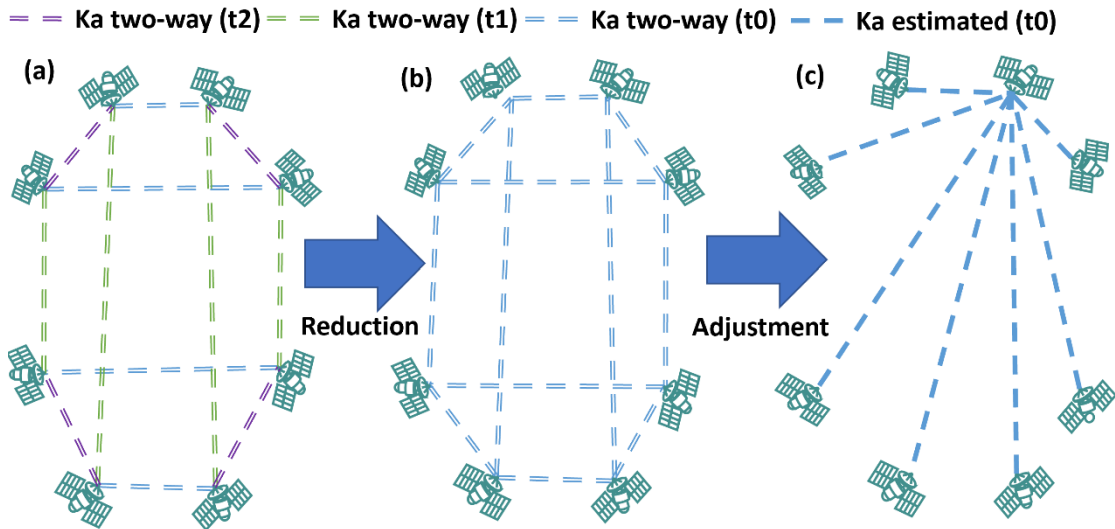 Ka two-way (t2) Ka two-way (t1) Ka two-way (t0) Ka estimated (t0)
(a) (b) (c)
Reduction Adjustment